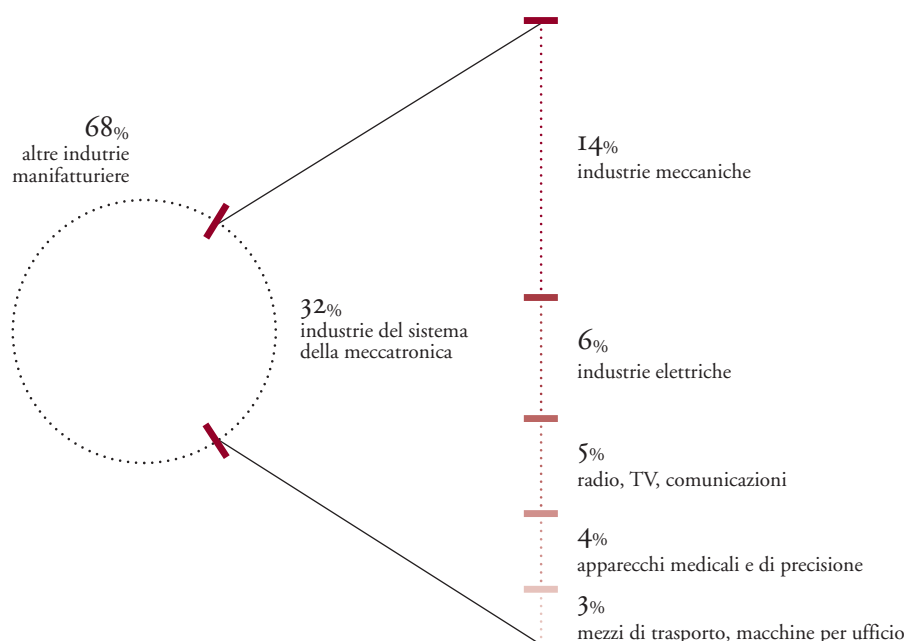 68%
altre indutrie
manifatturiere
32%
industrie del sistema
della meccatronica
14%
industrie meccaniche
6%
industrie elettriche
5%
radio, TV, comunicazioni
4%
apparecchi medicali e di precisione
3%
mezzi di trasporto, macchine per ufficio